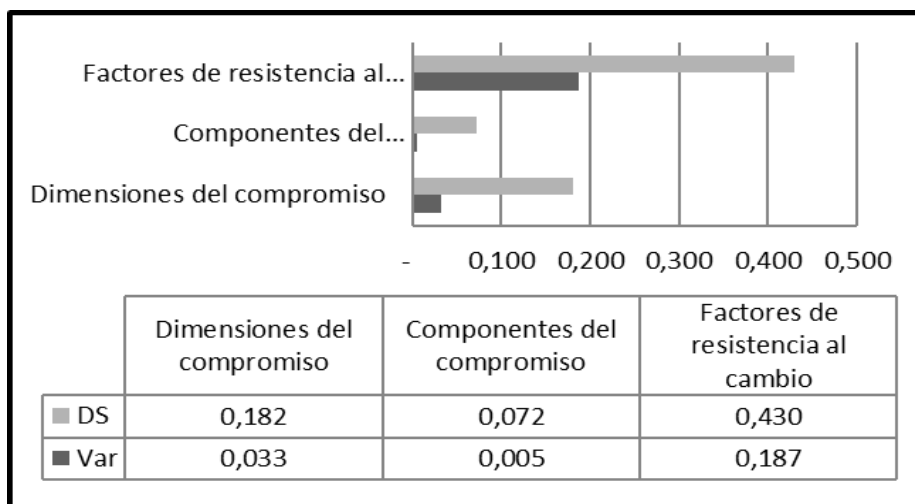 Factores de resistencia al...
Componentes del...
Dimensiones del compromiso
- 0,100 0,200 0,300 0,400 0,500
Dimensiones del
compromiso
Componentes del
compromiso
Factores de
resistencia al
cambio
DS 0,182 0,072 0,430
Var 0,033 0,005 0,187